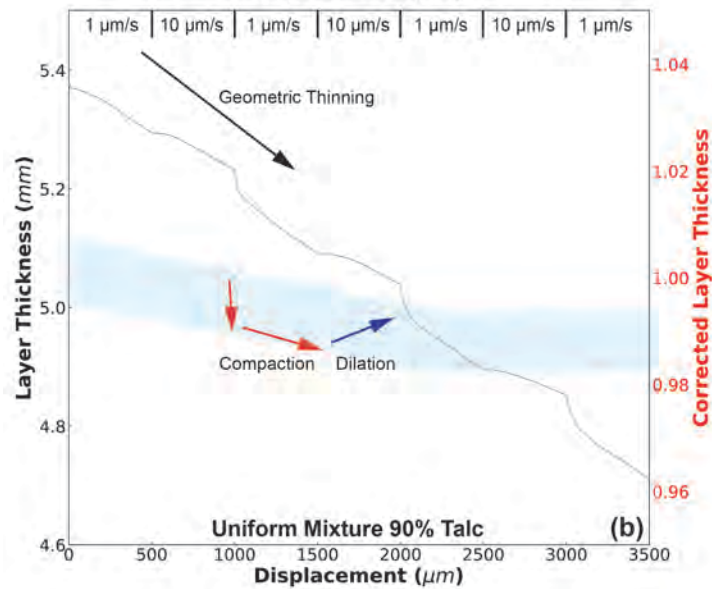 1 μm/s 10 μm/s 1 μm/s 10 μm/s 1 μm/s 10 μm/s 1 μm/s
Geometric Thinning
5.4
5.2
5.0
4.8
4.6
Layer Thickness (mm)
1.04
1.02
1.00
0.98
0.96
Corrected Layer Thickness
Compaction Dilation
Uniform Mixture 90% Talc (b)
0 500 1000 1500 2000 2500 3000 3500
Displacement (μm)